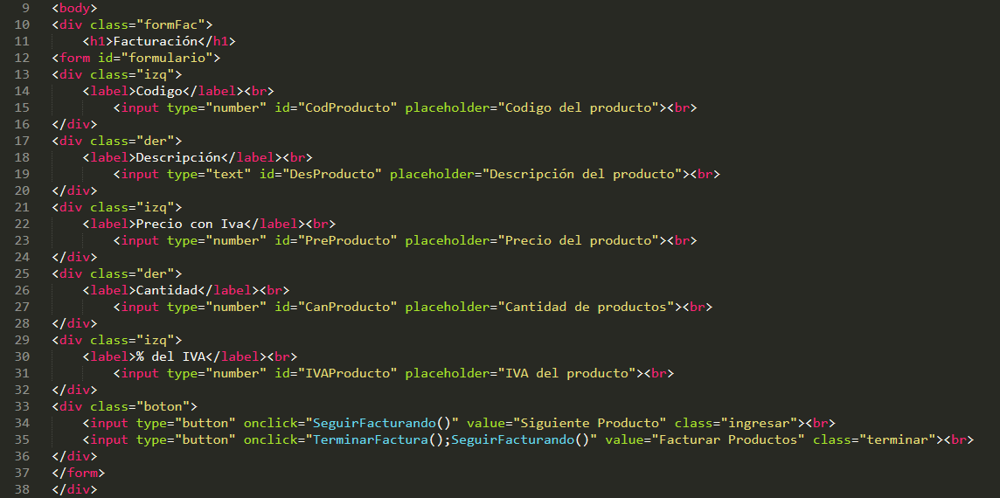 9 <body>
10 <div class="formFac">
11 <h1>Facturación</h1>
12 <form id="formulario">
13 <div class="izq">
14 <label>Codigo</label><br>
15 <input type="number" id="CodProducto" placeholder="Codigo del producto"><br>
16 </div>
17 <div class="der">
18 <label>Descripción</label><br>
19 <input type="text" id="DesProducto" placeholder="Descripción del producto"><br>
20 </div>
21 <div class="izq">
22 <label>Precio con Iva</label><br>
23 <input type="number" id="PreProducto" placeholder="Precio del producto"><br>
24 </div>
25 <div class="der">
26 <label>Cantidad</label><br>
27 <input type="number" id="CanProducto" placeholder="Cantidad de productos"><br>
28 </div>
29 <div class="izq">
30 <label>% del IVA</label><br>
31 <input type="number" id="IVAProducto" placeholder="IVA del producto"><br>
32 </div>
33 <div class="boton">
34 <input type="button" onclick="SeguirFacturando()" value="Siguiente Producto" class="ingresar"><br>
35 <input type="button" onclick="TerminarFactura();SeguirFacturando()" value="Facturar Productos" class="terminar"><br>
36 </div>
37 </form>
38 </div>